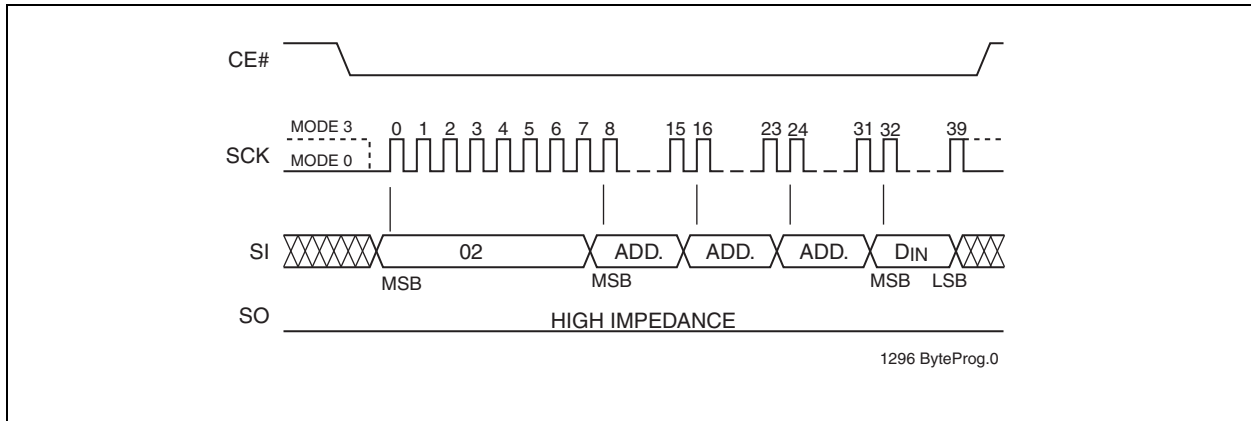 CE#
MODE 3
0 1 2 3 4 5 6 7 8 15 16 23 24 31 32 39
SCK
MODE 0
SI
02 ADD. ADD. ADD. DIN
MSB MSB MSB LSB
SO
HIGH IMPEDANCE
1296 ByteProg.0